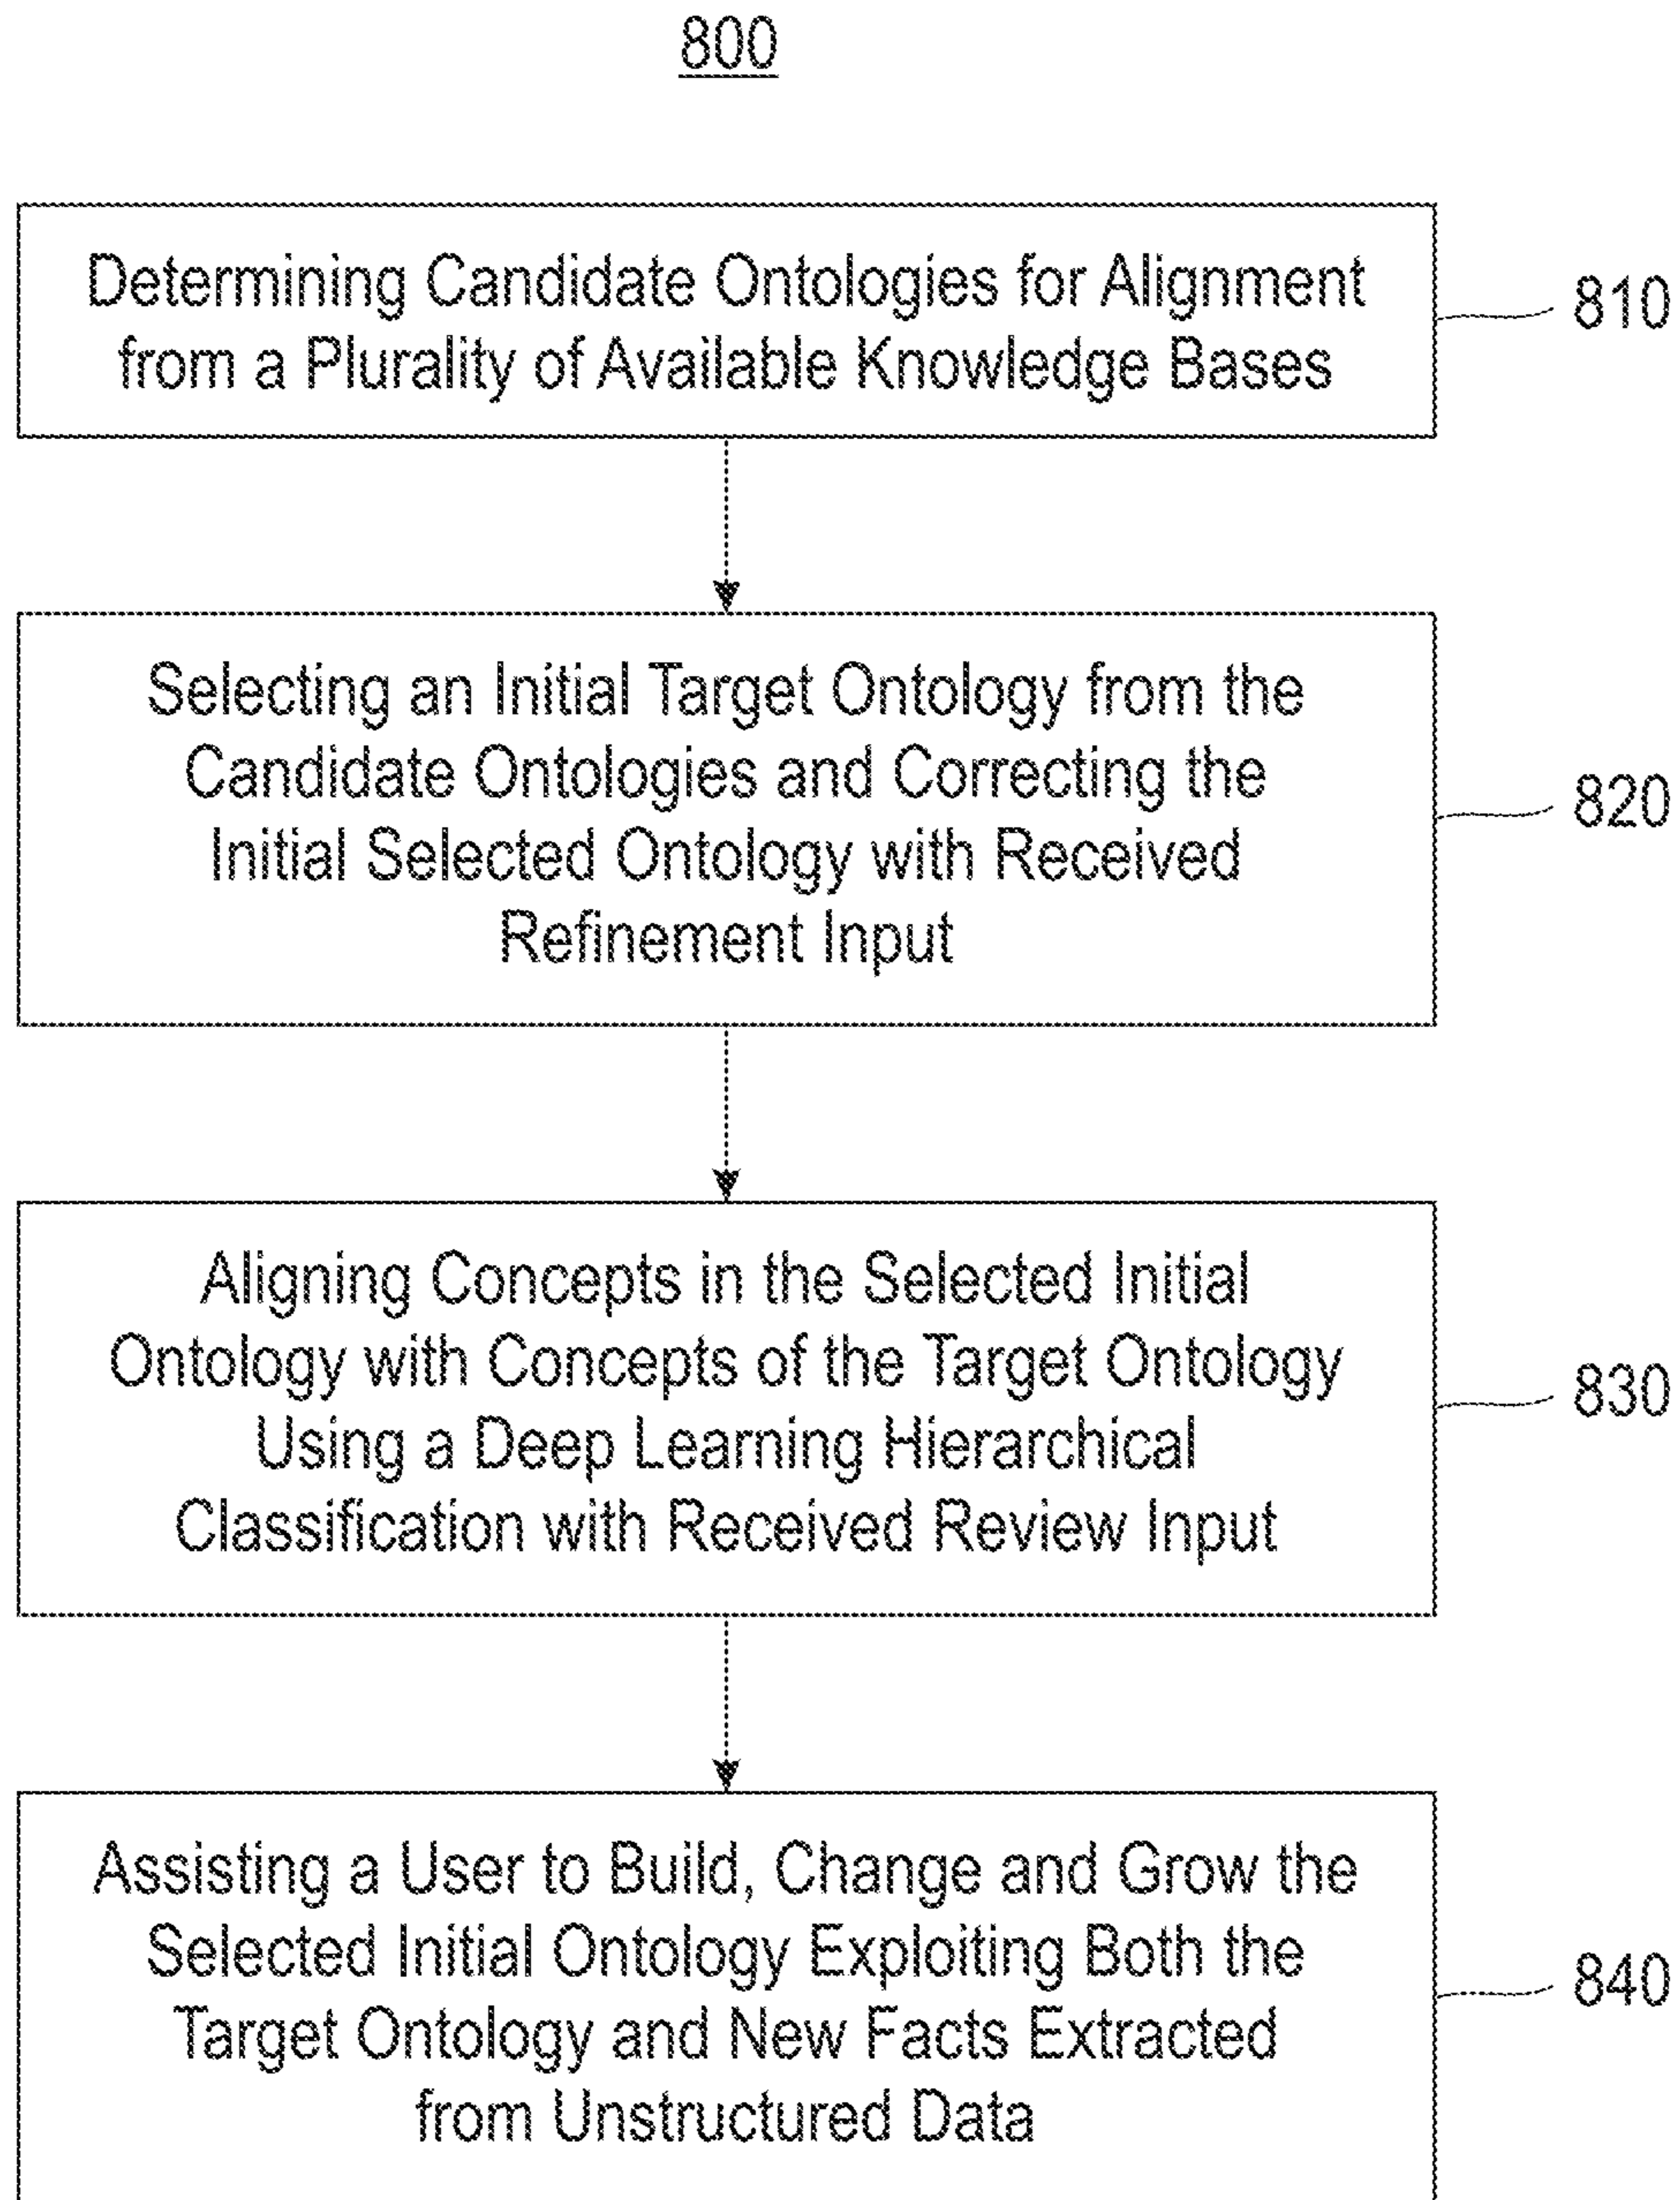 800
Determining Candidate Ontologies for Alignment
from a Plurality of Available Knowledge Bases
810
Selecting an Initial Target Ontology from the
Candidate Ontologies and Correcting the
Initial Selected Ontology with Received
Refinement Input
820
Aligning Concepts in the Selected Initial
Ontology with Concepts of the Target Ontology
Using a Deep Learning Hierarchical
Classification with Received Review Input
830
Assisting a User to Build, Change and Grow the
Selected Initial Ontology Exploiting Both the
Target Ontology and New Facts Extracted
from Unstructured Data
840